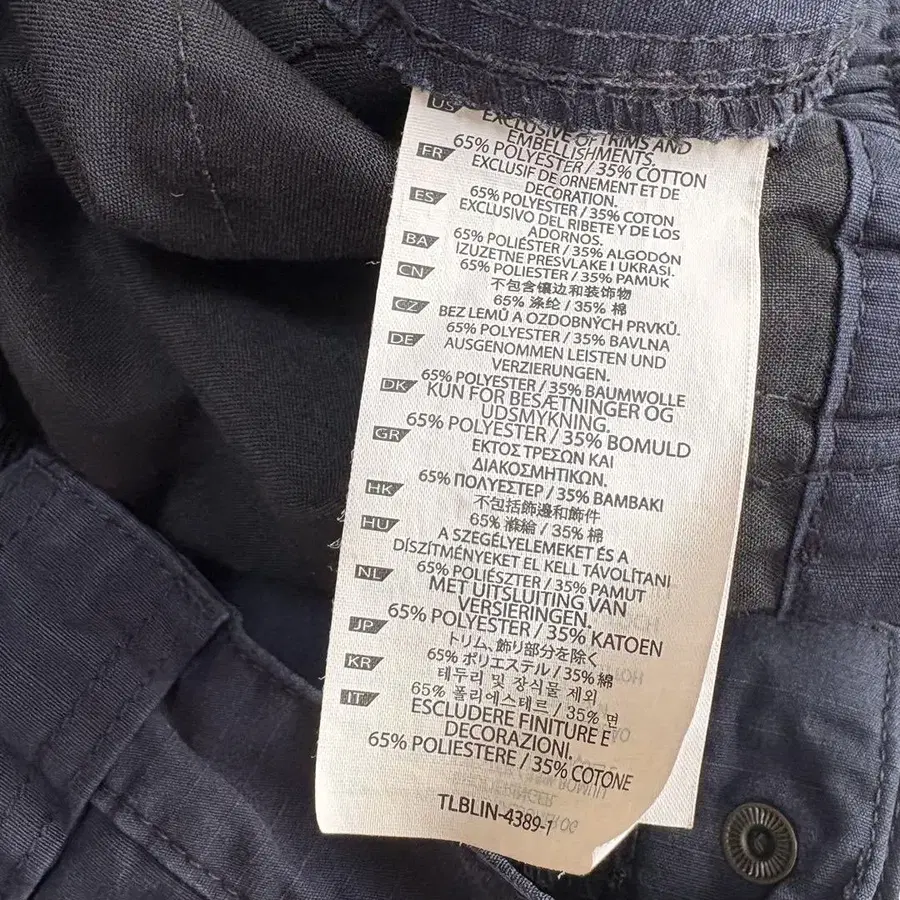 US EXCLUSIVE OF TRIMS AND
EMBELLISHMENTS.
65% POLYESTER / 35% COTTON
FR EXCLUSIF DE ORNEMENT ET DE
DECORATION.
65% POLYESTER / 35% COTON
ES EXCLUSIVO DEL RIBETE Y DE LOS
ADORNOS.
65% POLIÉSTER / 35% ALGODÓN
BA IZUZETNE PRESVLAKE I UKRASI.
65% POLIESTER / 35% PAMUK
CN 不包含镶边和装饰物
65% 涤纶 / 35% 棉
CZ BEZ LEMŮ A OZDOBNÝCH PRVKŮ.
65% POLYESTER / 35% BAVLNA
DE AUSGENOMMEN LEISTEN UND
VERZIERUNGEN.
65% POLYESTER / 35% BAUMWOLLE
DK KUN FOR BESÆTNINGER OG
UDSMYKNING.
65% POLYESTER / 35% BOMULD
GR ΕΚΤΟΣ ΤΡΕΣΩΝ ΚΑΙ
ΔΙΑΚΟΣΜΗΤΙΚΩΝ.
65% ΠΟΛΥΕΣΤΕΡ / 35% ΒΑΜΒΑΚΙ
HK 不包括飾邊和飾件
65% 滌綸 / 35% 棉
HU A SZEGÉLYELEMEKET ÉS A
DÍSZÍTMÉNYEKET EL KELL TÁVOLÍTANI
65% POLIÉSZTER / 35% PAMUT
NL MET UITSLUITING VAN
VERSIERINGEN.
65% POLYESTER / 35% KATOEN
JP トリム、飾り部分を除く
65% ポリエステル / 35% 綿
KR 테두리 및 장식물 제외
65% 폴리에스테르 / 35% 면
IT ESCLUDERE FINITURE E
DECORAZIONI.
65% POLIESTERE / 35% COTONE
TLBLIN-4389-1